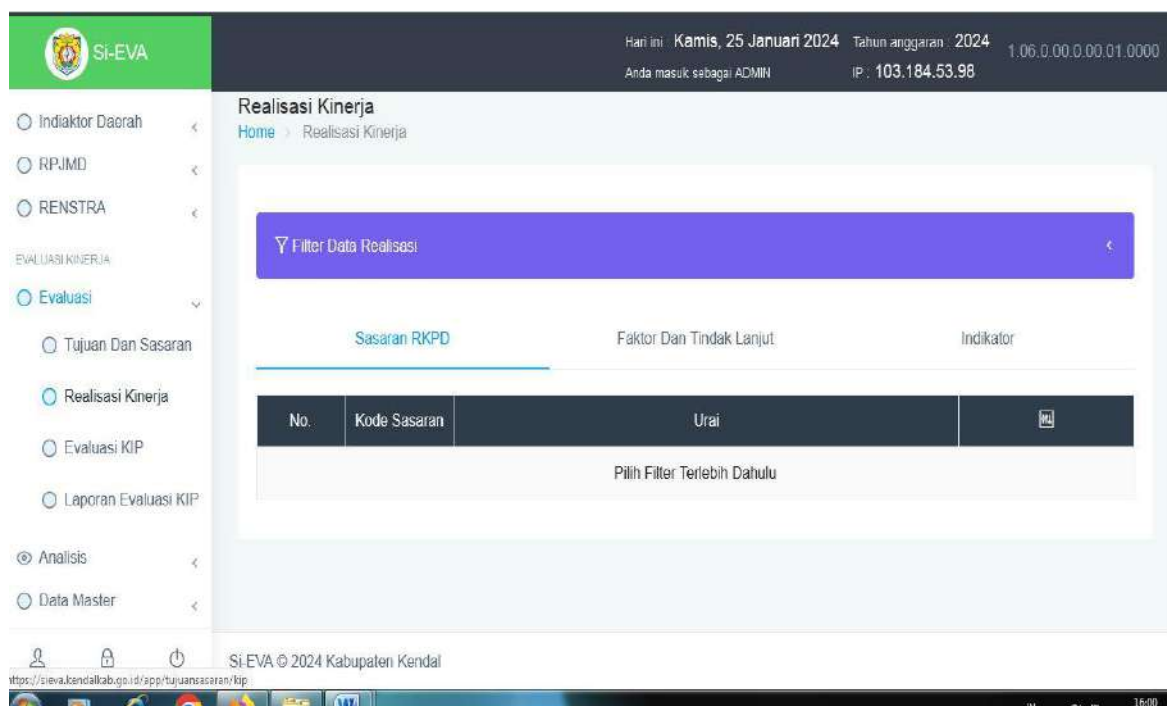 Si-EVA
Hari ini : Kamis, 25 Januari 2024 Tahun anggaran : 2024 1.06.0.00.0.00.01.0000
Anda masuk sebagai ADMIN IP : 103.184.53.98
Indiaktor Daerah
RPJMD
RENSTRA
EVALUASI KINERJA
Evaluasi
Tujuan Dan Sasaran
Realisasi Kinerja
Evaluasi KIP
Laporan Evaluasi KIP
Analisis
Data Master
Realisasi Kinerja
Home > Realisasi Kinerja
Filter Data Realisasi
Sasaran RKPD Faktor Dan Tindak Lanjut Indikator
No. Kode Sasaran Urai
Pilih Filter Terlebih Dahulu
Si-EVA © 2024 Kabupaten Kendal
https://sieva.kendalkab.go.id/app/tujuansasaran/kip
16:00